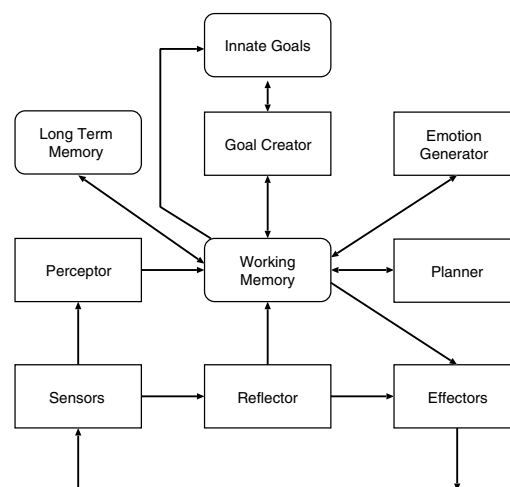 Innate Goals
Long Term
Memory
Goal Creator
Emotion
Generator
Perceptor
Working
Memory
Planner
Sensors
Reflector
Effectors